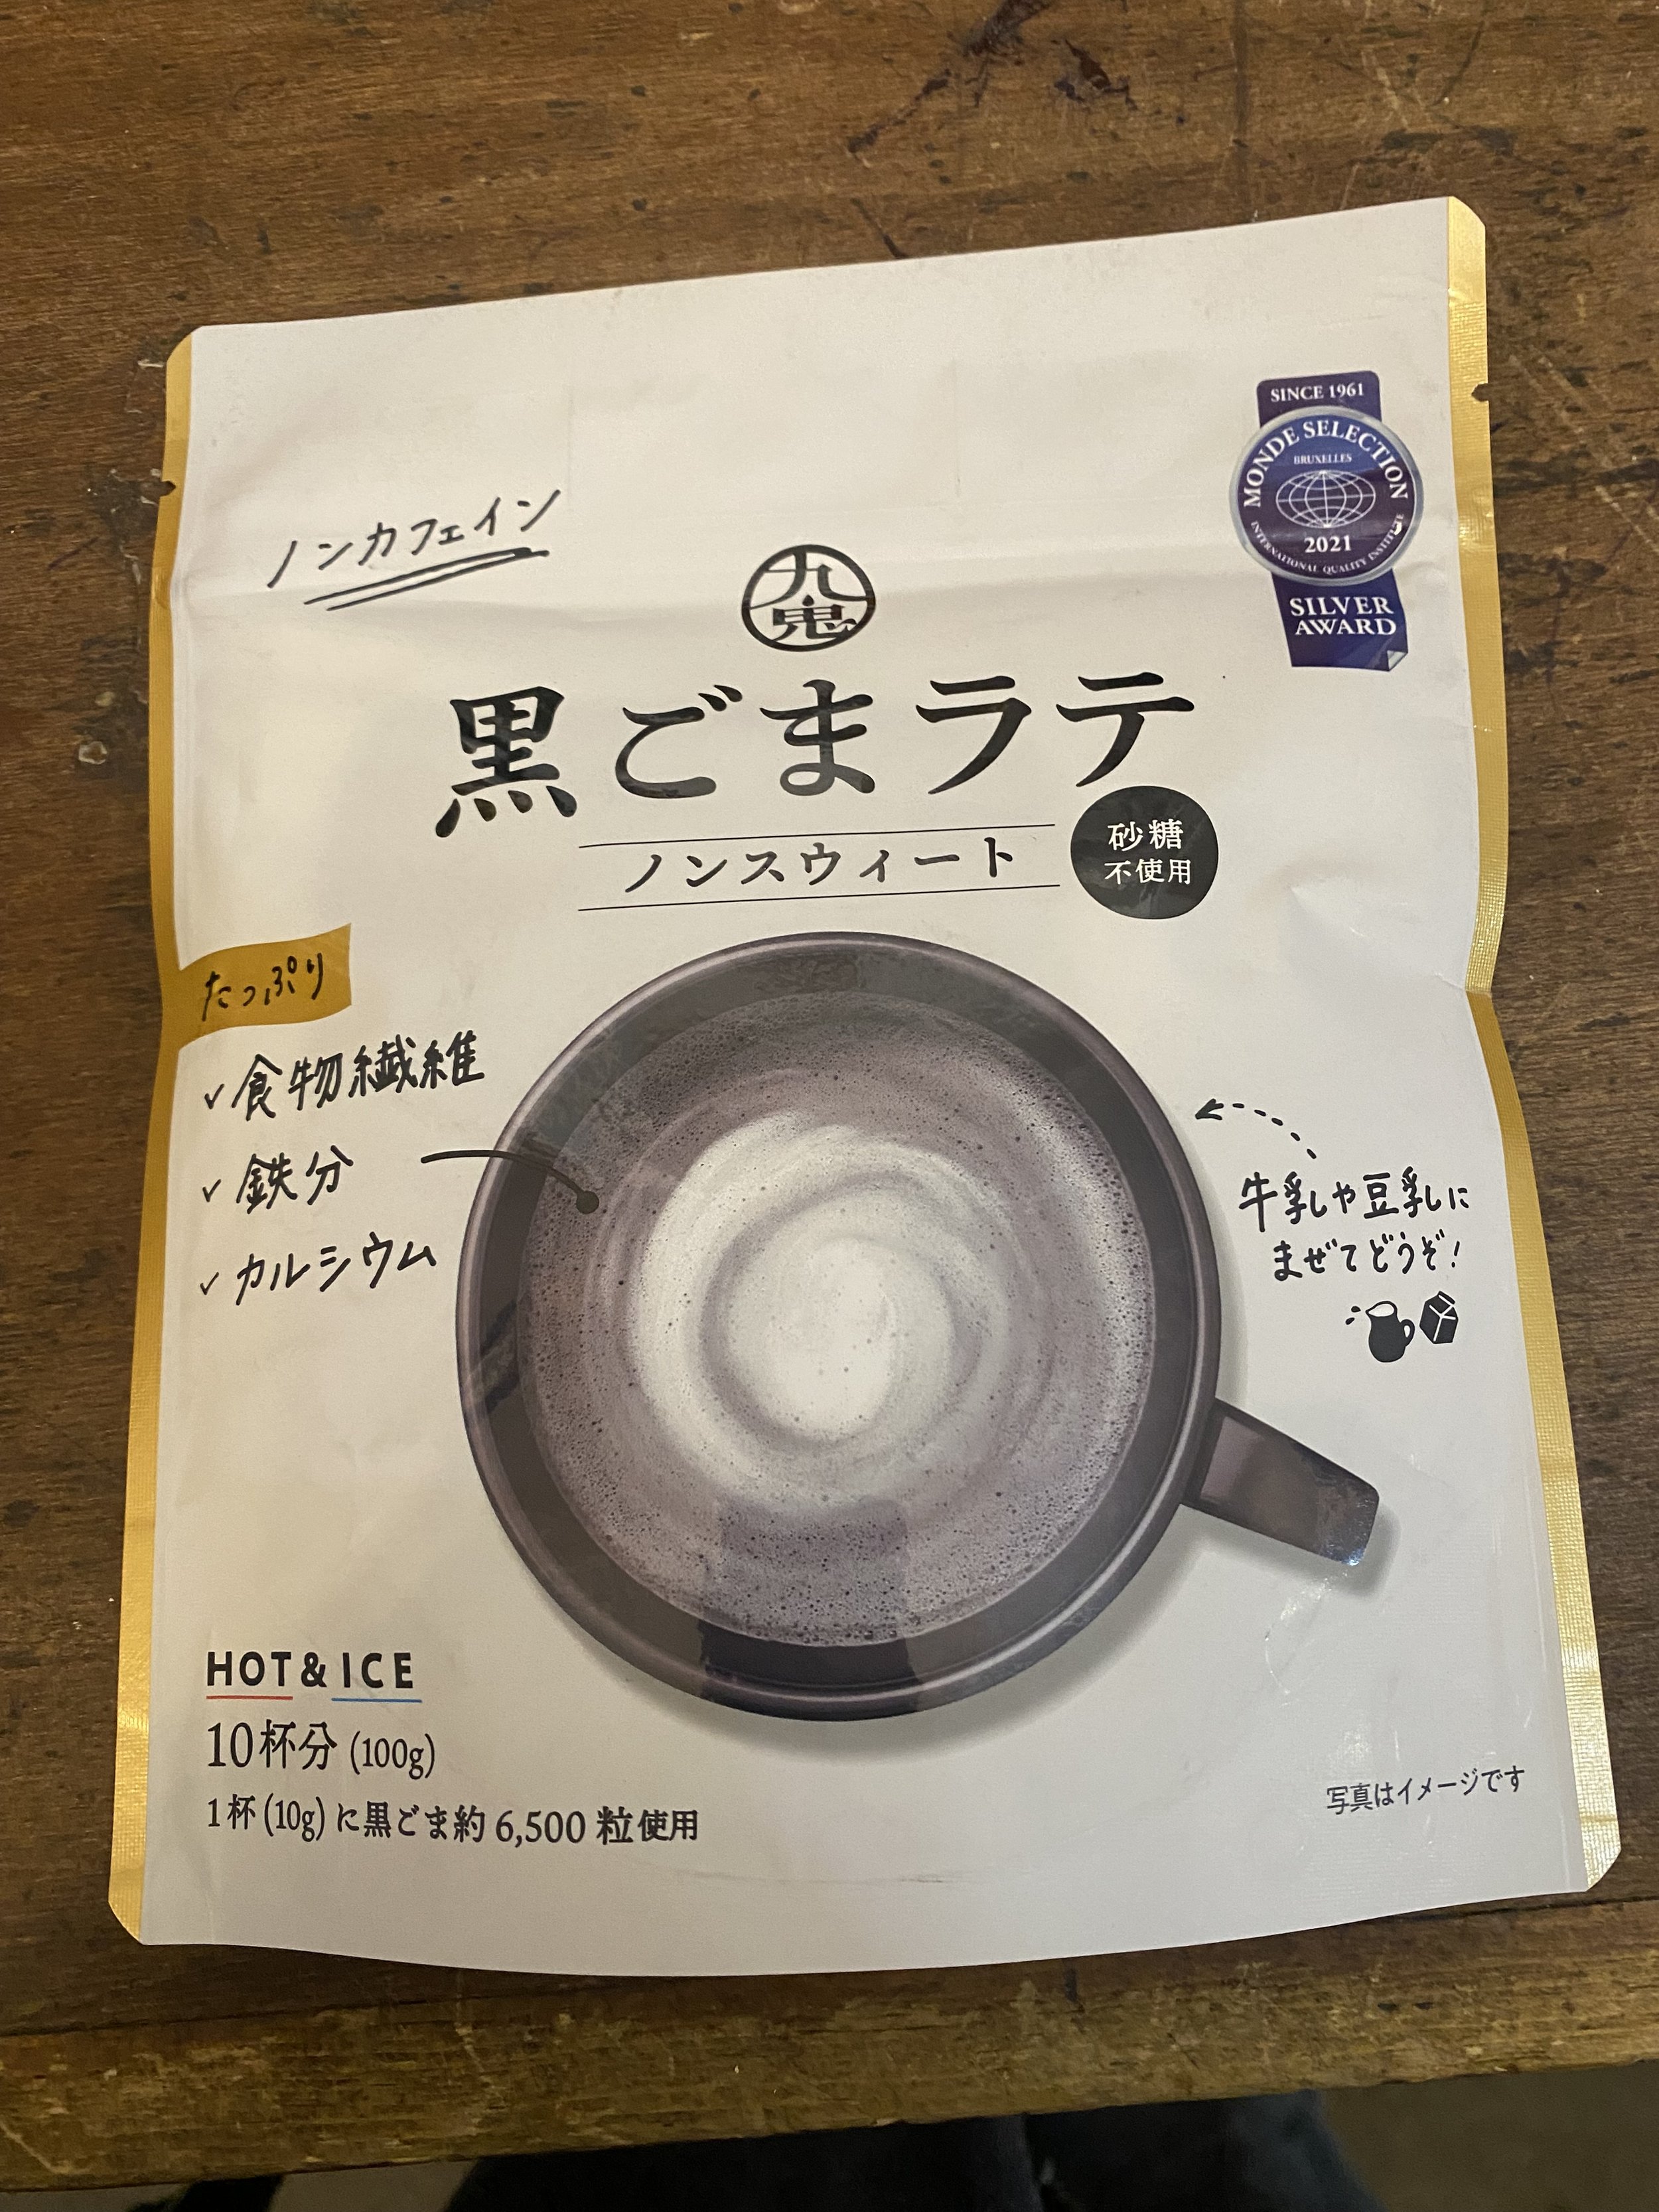 SINCE 1961
MONDE SELECTION
BRUXELLES
2021
INTERNATIONAL QUALITY INSTITUTE
SILVER
AWARD
ノンカフェイン
九鬼
黒ごまラテ
ノンスウィート
砂糖
不使用
たっぷり
食物繊維
鉄分
カルシウム
牛乳や豆乳に
まぜてどうぞ!
HOT & ICE
10杯分 (100g)
1杯(10g)に黒ごま約6,500粒使用
写真はイメージです